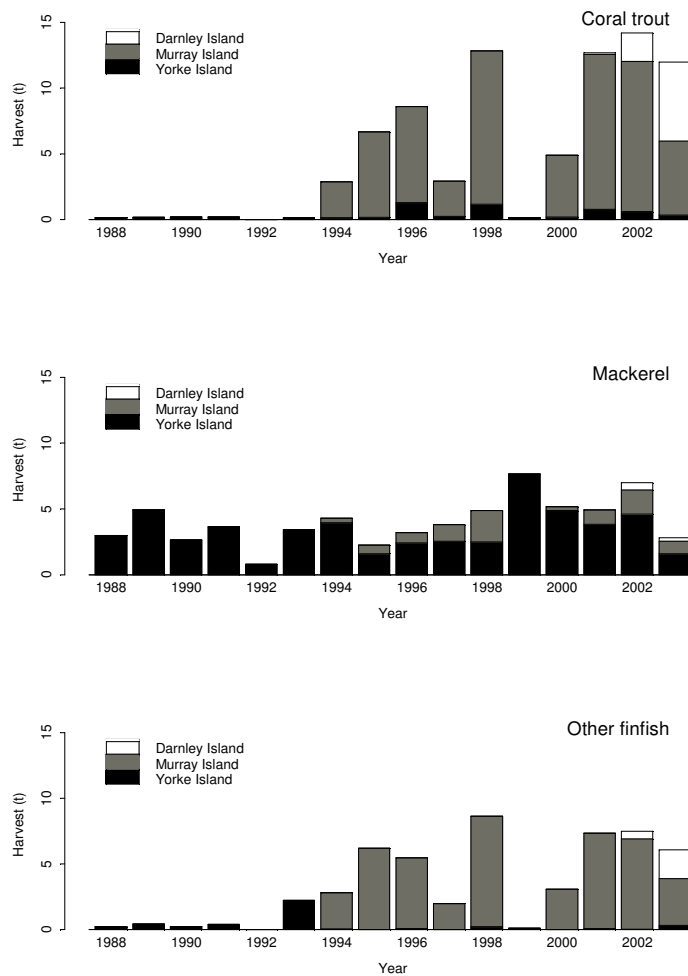 Coral trout
Darnley Island
Murray Island
Yorke Island
Harvest (t)
15
10
5
0
1988 1990 1992 1994 1996 1998 2000 2002
Year
Mackerel
Darnley Island
Murray Island
Yorke Island
Harvest (t)
15
10
5
0
1988 1990 1992 1994 1996 1998 2000 2002
Year
Other finfish
Darnley Island
Murray Island
Yorke Island
Harvest (t)
15
10
5
0
1988 1990 1992 1994 1996 1998 2000 2002
Year